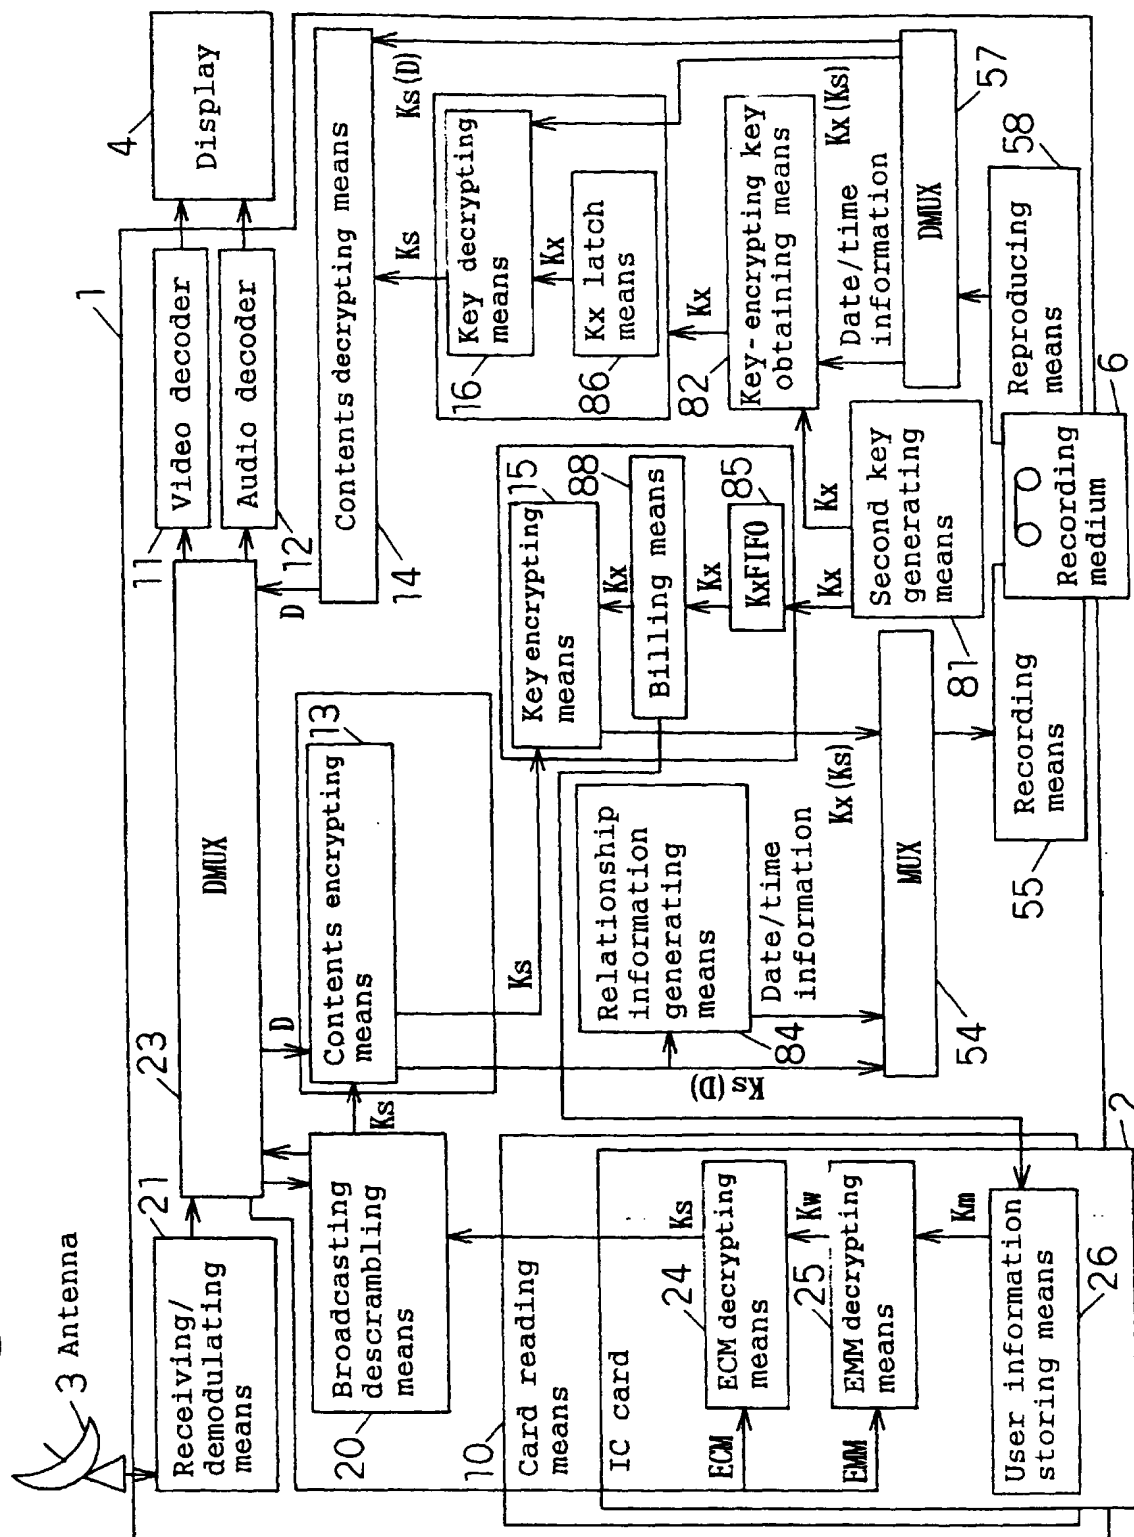 3 Antenna
Receiving/
demodulating
means
21
23
DMUX
11
Video decoder
Audio decoder
12
4
Display
1
20
Broadcasting
descrambling
means
Ks
D
Contents encrypting
means
13
D
Contents decrypting means
14
Ks
Ks(D)
10
Card reading
means
IC card
ECM
EMM
24
ECM decrypting
means
Ks
Kw
25
EMM decrypting
means
Km
User information
storing means
26
2
Ks(D)
Ks
Relationship
information
generating
means
84
Date/time
information
Kx(Ks)
MUX
54
Key encrypting
means
15
Kx
Billing means
88
Kx
KxFIFO
85
Kx
Second key
generating
means
81
Kx
16
Key decrypting
means
Kx
86
Kx latch
means
Kx
82
Key-encrypting key
obtaining means
Date/time
information
Kx(Ks)
DMUX
57
55
Recording
means
Recording
medium
6
Reproducing
means
58